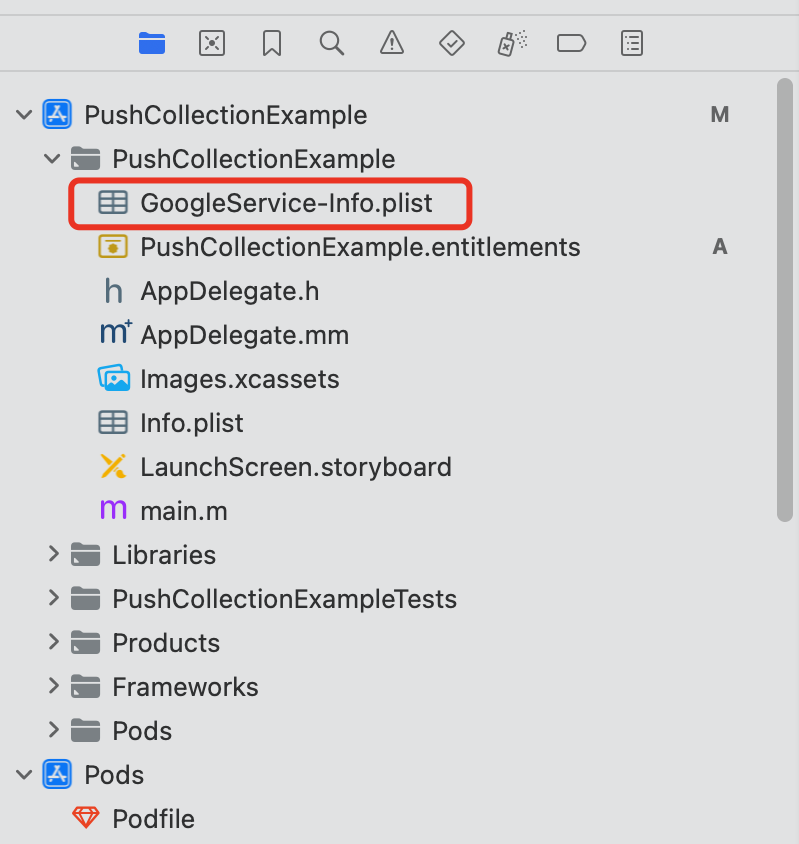 PushCollectionExample M
PushCollectionExample
GoogleService-Info.plist
PushCollectionExample.entitlements A
h AppDelegate.h
m+ AppDelegate.mm
Images.xcassets
Info.plist
LaunchScreen.storyboard
m main.m
Libraries
PushCollectionExampleTests
Products
Frameworks
Pods
Pods
Podfile